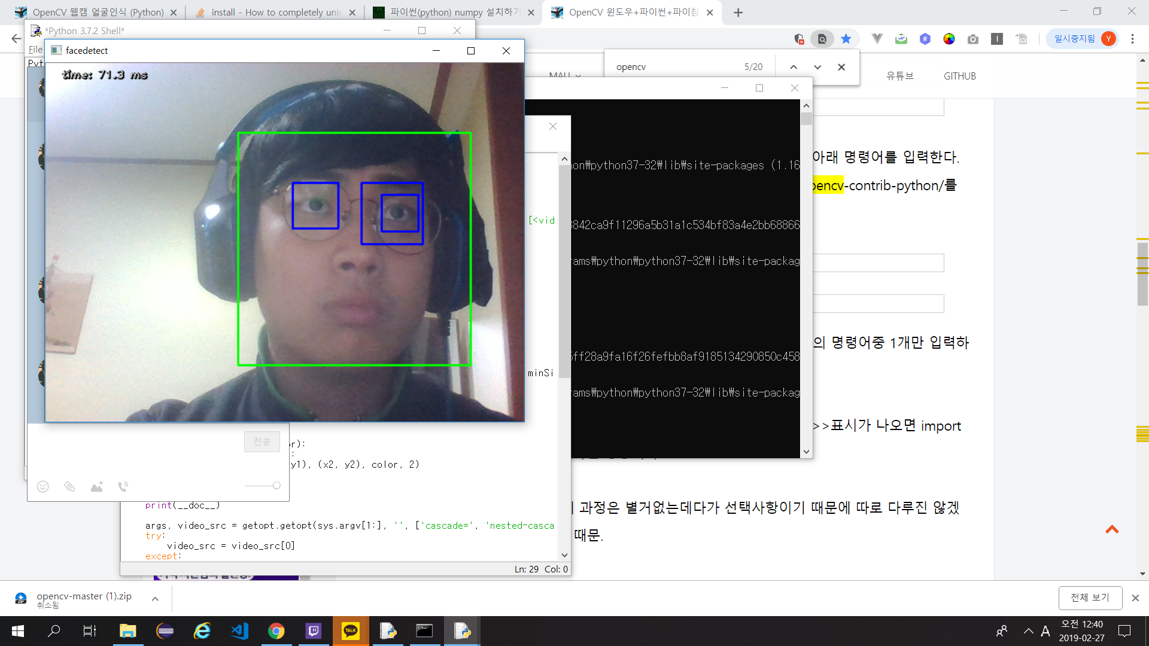 OpenCV 웹캠 얼굴인식 (Python)
install - How to completely unin
파이썬(python) numpy 설치하기
OpenCV 윈도우+파이썬+파이참
*Python 3.7.2 Shell*
File
facedetect
time: 71.3 ms
opencv
5/20
일시중지됨
Y
유튜브
GITHUB
아래 명령어를 입력한다.
pencv-contrib-python/를
hon\python37-32\lib\site-packages (1.16
[<vid
3842ca9f11296a5b31a1c534bf83a4e2bb68866
rams\python\python37-32\lib\site-packag
의 명령어중 1개만 입력하
5ff28a9fa16f26fefbb8af9185134290850c458
minSi
rams\python\python37-32\lib\site-packag
>>표시가 나오면 import
전송
or):
y1), (x2, y2), color, 2)
print(__doc__)
과정은 별거없는데다가 선택사항이기 때문에 따로 다루진 않겠
args, video_src = getopt.getopt(sys.argv[1:], '', ['cascade=', 'nested-casca
때문.
try:
video_src = video_src[0]
except:
Ln: 29 Col: 0
opencv-master (1).zip
취소됨
전체 보기
TALK
A
오전 12:40
2019-02-27